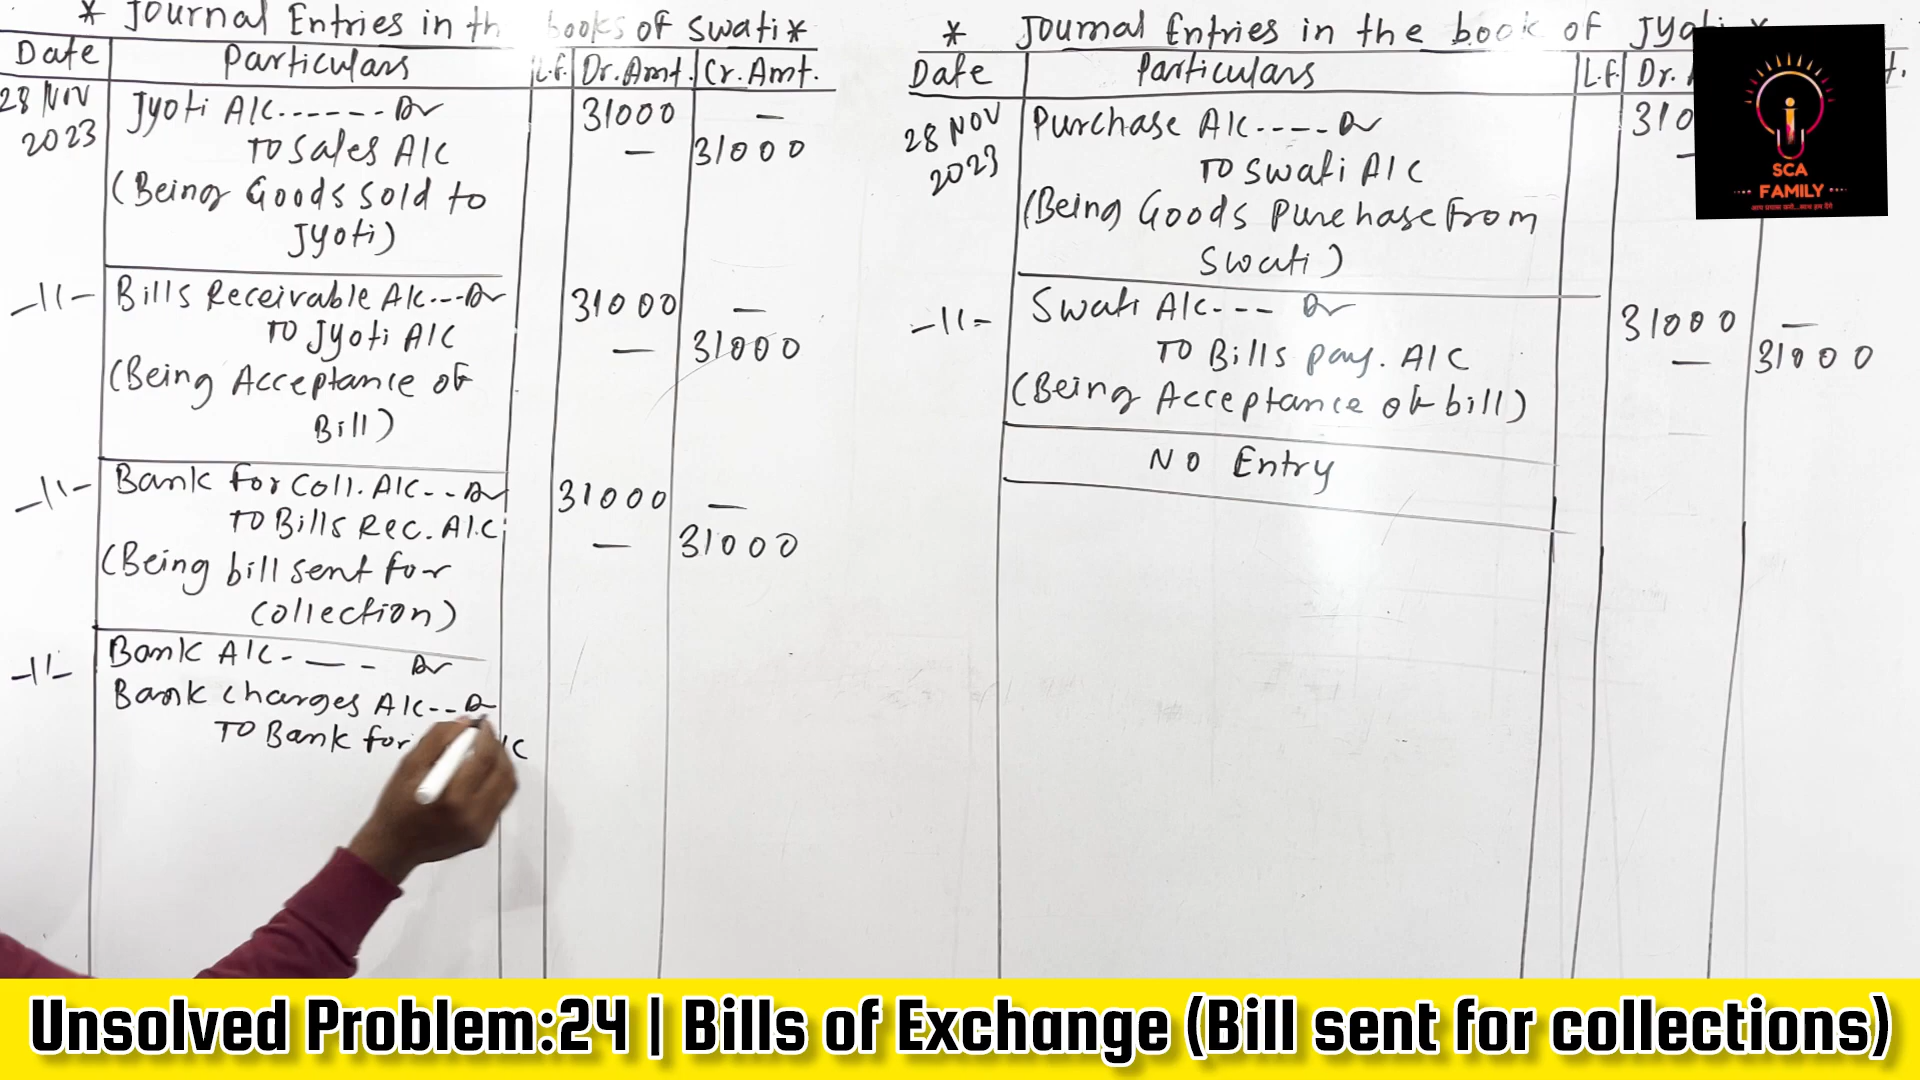 * Journal Entries in th books of Swati *
Date Particulars L.F. Dr.Amt. Cr.Amt.
28 NOV 2023 Jyoti A/C------Dr 31000 —
To Sales A/C — 31000
(Being Goods Sold to
Jyoti)
-11- Bills Receivable A/C---Dr 31000 —
To Jyoti A/C — 31000
(Being Acceptance of
Bill)
-11- Bank for Coll. A/C--Dr 31000 —
To Bills Rec. A/C — 31000
(Being bill sent for
collection)
-11- Bank A/C---- Dr
Bank charges A/C--Dr
To Bank for
* Journal Entries in the book of Jyoti *
Date Particulars L.F Dr.
28 NOV 2023 Purchase A/C----Dr 310
To Swati A/C —
(Being Goods Purchase From
Swati)
-11- Swati A/C--- Dr 31000 —
To Bills pay. A/C — 31000
(Being Acceptance of bill)
No Entry
SCA
FAMILY
Unsolved Problem:24 | Bills of Exchange (Bill sent for collections)